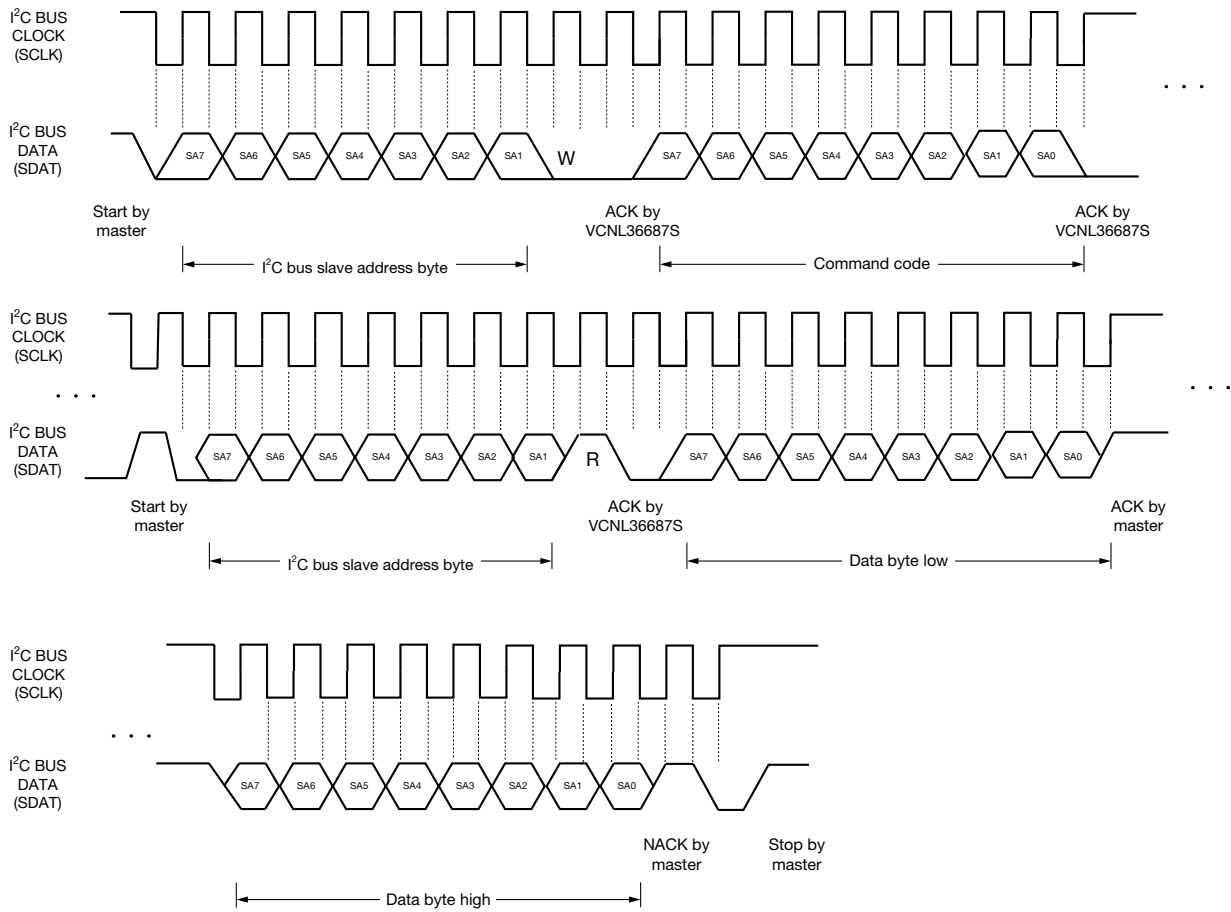 I²C BUS
CLOCK
(SCLK)
. . .
I²C BUS
DATA
(SDAT)
SA7 SA6 SA5 SA4 SA3 SA2 SA1 W SA7 SA6 SA5 SA4 SA3 SA2 SA1 SA0
Start by
master
ACK by
VCNL36687S
ACK by
VCNL36687S
I²C bus slave address byte
Command code
I²C BUS
CLOCK
(SCLK)
. . .
. . .
I²C BUS
DATA
(SDAT)
SA7 SA6 SA5 SA4 SA3 SA2 SA1 R SA7 SA6 SA5 SA4 SA3 SA2 SA1 SA0
Start by
master
ACK by
VCNL36687S
ACK by
master
I²C bus slave address byte
Data byte low
I²C BUS
CLOCK
(SCLK)
. . .
I²C BUS
DATA
(SDAT)
SA7 SA6 SA5 SA4 SA3 SA2 SA1 SA0
NACK by
master
Stop by
master
Data byte high